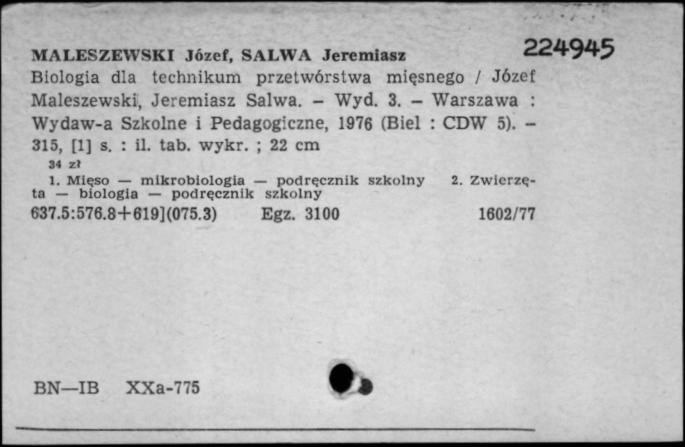 224945
MALESZEWSKI Józef, SALWA Jeremiasz
Biologia dla technikum przetwórstwa mięsnego / Józef
Maleszewski, Jeremiasz Salwa. – Wyd. 3. – Warszawa :
Wydaw-a Szkolne i Pedagogiczne, 1976 (Biel : CDW 5). –
315, [1] s. : il. tab. wykr. ; 22 cm
34 zł
1. Mięso — mikrobiologia — podręcznik szkolny 2. Zwierzę-
ta — biologia — podręcznik szkolny
637.5:576.8+619](075.3) Egz. 3100 1602/77
BN—IB XXa-775